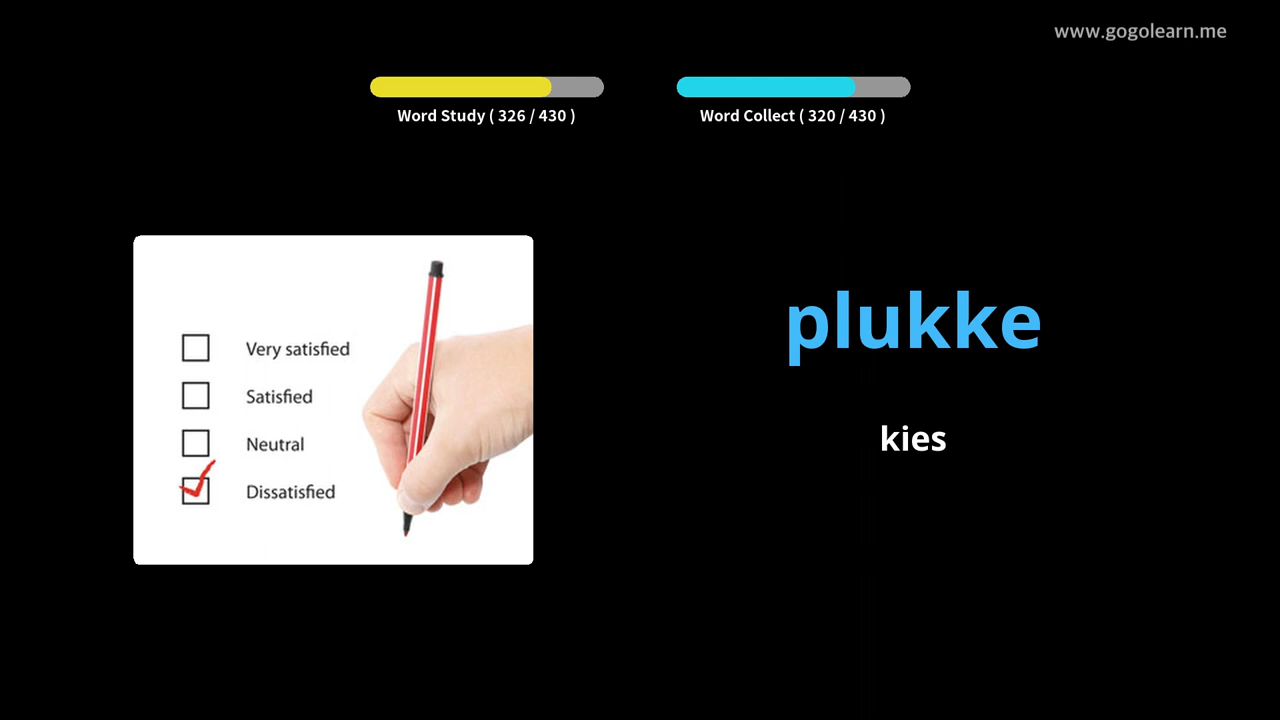 www.gogolearn.me
Word Study ( 326 / 430 )
Word Collect ( 320 / 430 )
Very satisfied
Satisfied
Neutral
Dissatisfied
plukke
kies